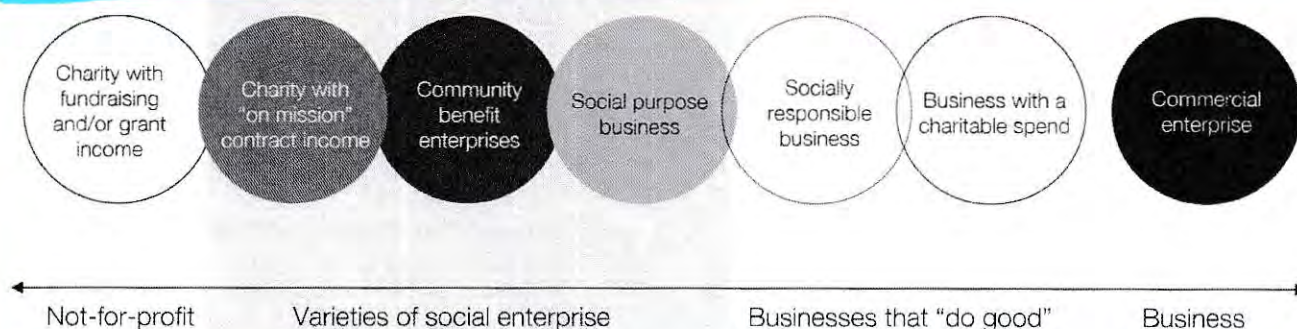 Charity with
fundraising
and/or grant
income
Charity with
"on mission"
contract income
Community
benefit
enterprises
Social purpose
business
Socially
responsible
business
Business with a
charitable spend
Commercial
enterprise
Not-for-profit
Varieties of social enterprise
Businesses that "do good"
Business